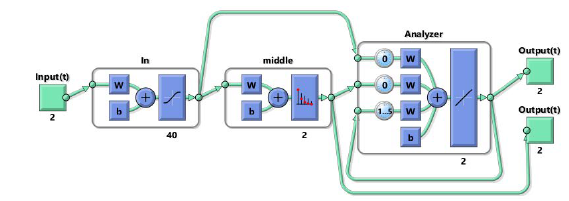 Input(t)
2
In
W
b
+
40
middle
W
b
+
2
Analyzer
0
W
0
W
1...5
W
b
+
2
Output(t)
2
Output(t)
2